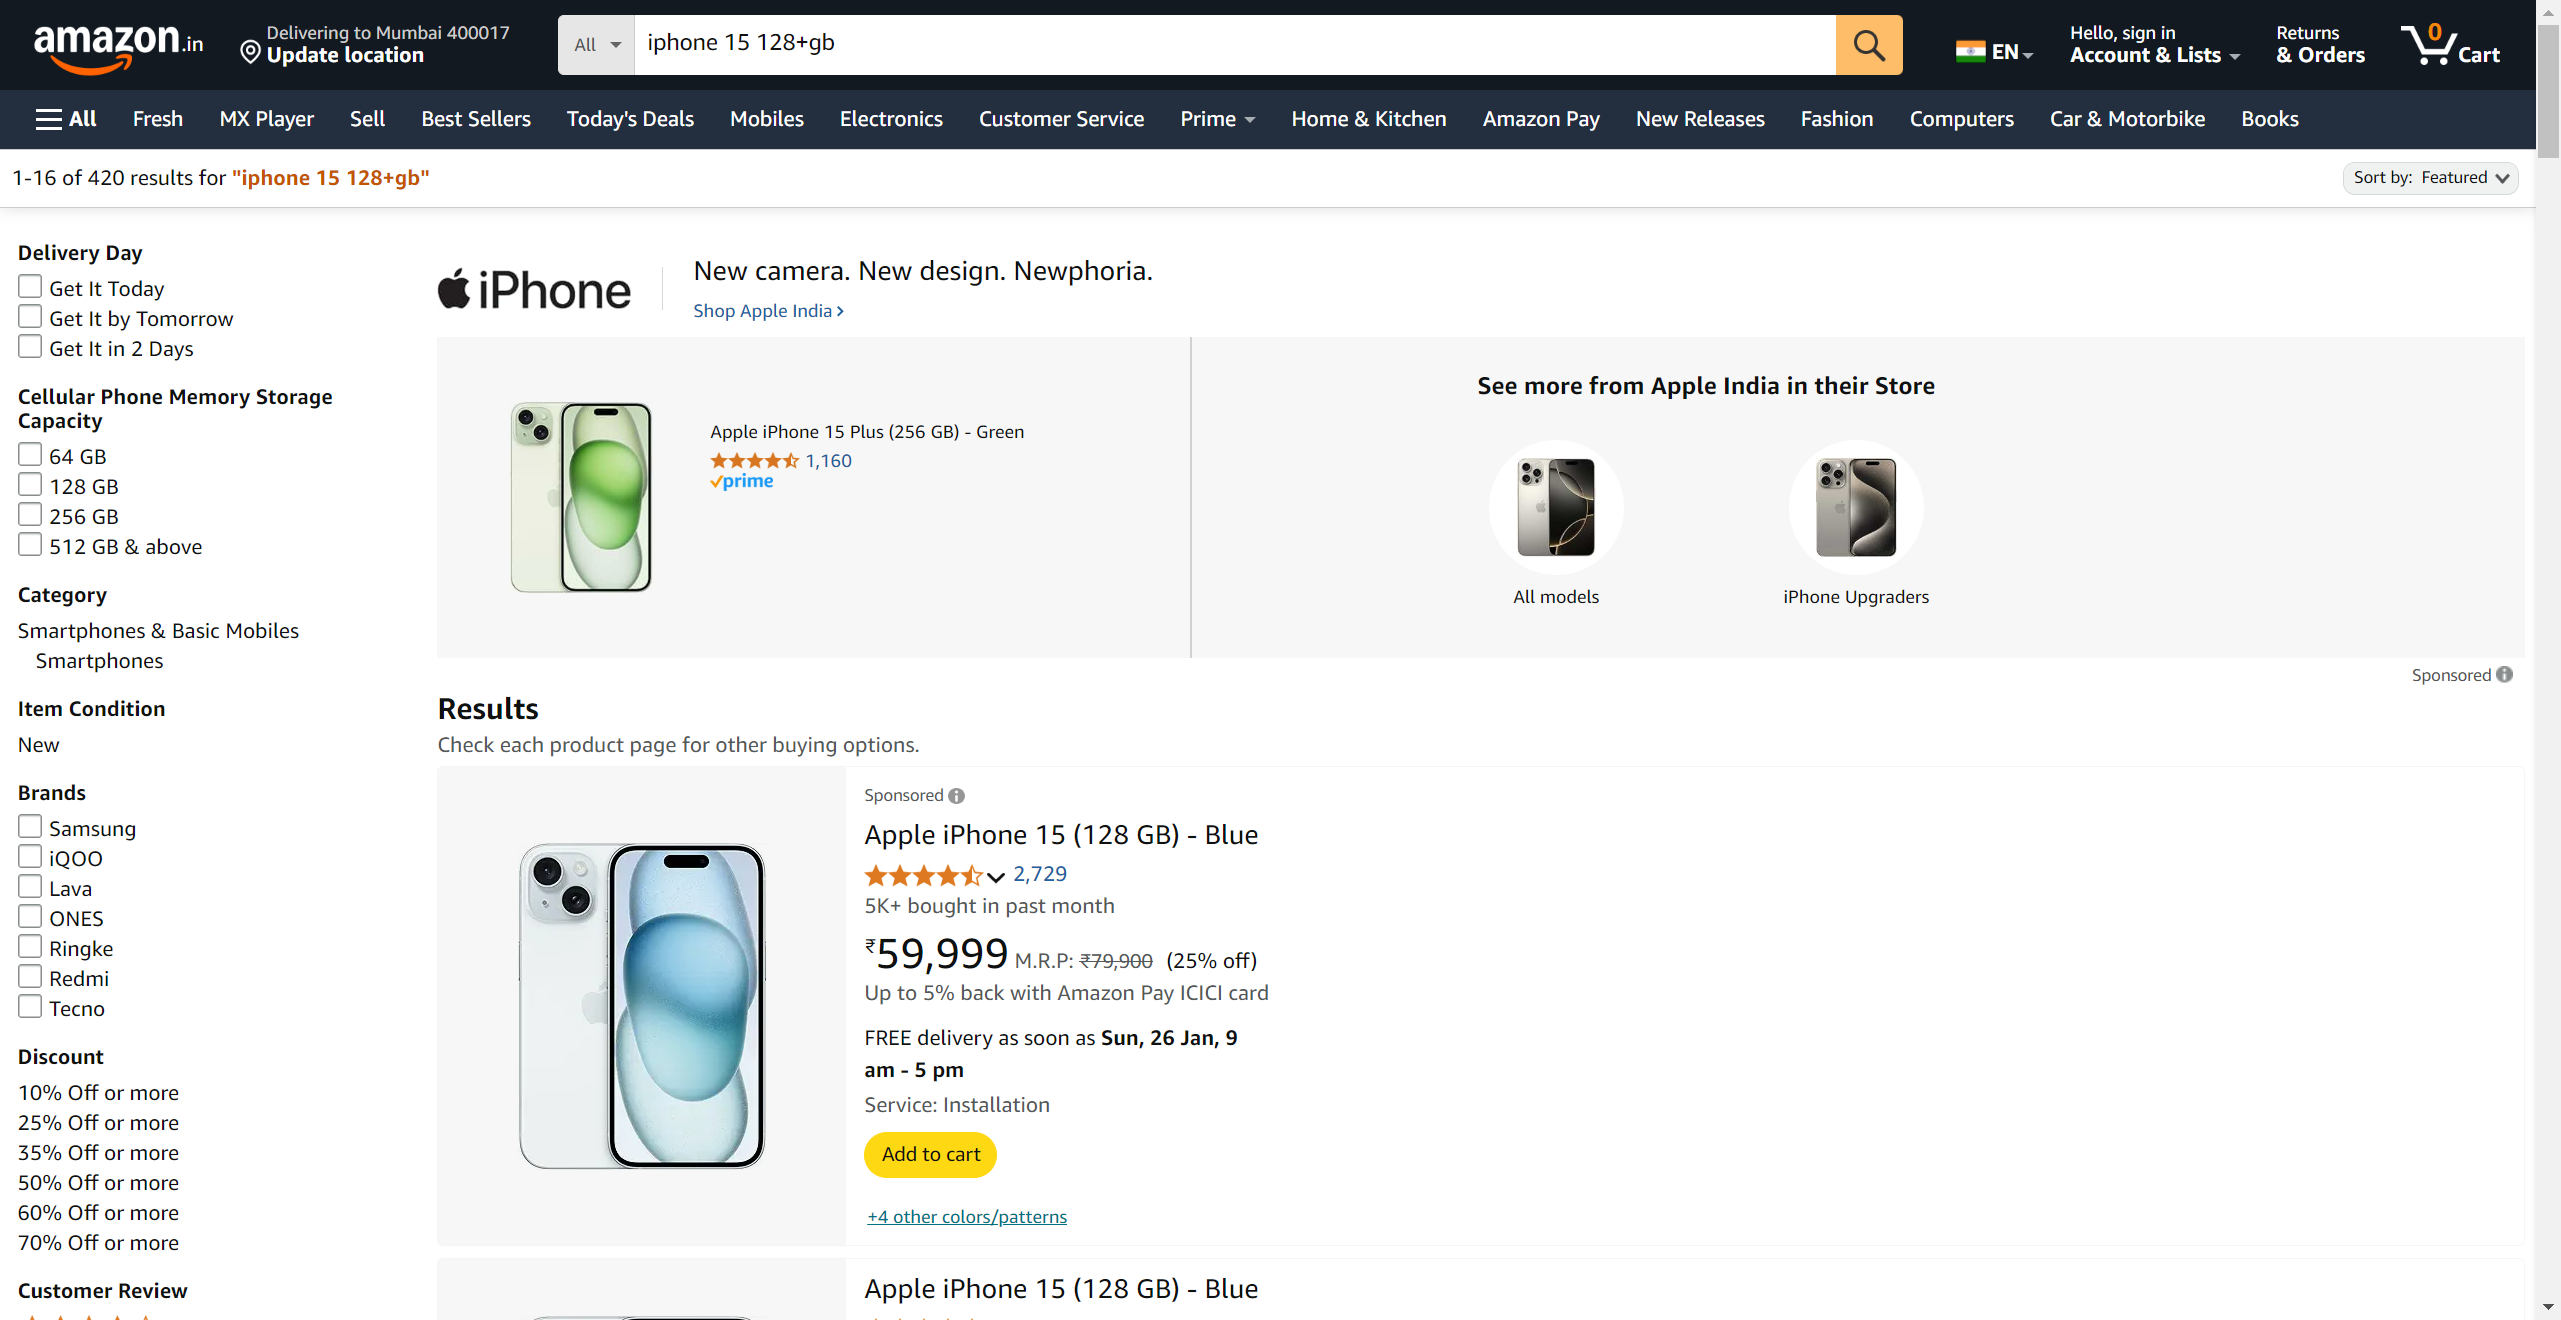 amazon.in
Delivering to Mumbai 400017
Update location
All
iphone 15 128+gb
EN
Hello, sign in
Account & Lists
Returns
& Orders
0
Cart
All
Fresh
MX Player
Sell
Best Sellers
Today's Deals
Mobiles
Electronics
Customer Service
Prime
Home & Kitchen
Amazon Pay
New Releases
Fashion
Computers
Car & Motorbike
Books
1-16 of 420 results for "iphone 15 128+gb"
Sort by: Featured
Delivery Day
Get It Today
Get It by Tomorrow
Get It in 2 Days
Cellular Phone Memory Storage
Capacity
64 GB
128 GB
256 GB
512 GB & above
Category
Smartphones & Basic Mobiles
Smartphones
Item Condition
New
Brands
Samsung
iQOO
Lava
ONES
Ringke
Redmi
Tecno
Discount
10% Off or more
25% Off or more
35% Off or more
50% Off or more
60% Off or more
70% Off or more
Customer Review
iPhone
New camera. New design. Newphoria.
Shop Apple India ›
Apple iPhone 15 Plus (256 GB) - Green
1,160
prime
See more from Apple India in their Store
All models
iPhone Upgraders
Sponsored
Results
Check each product page for other buying options.
Sponsored
Apple iPhone 15 (128 GB) - Blue
2,729
5K+ bought in past month
₹59,999 M.R.P: ₹79,900 (25% off)
Up to 5% back with Amazon Pay ICICI card
FREE delivery as soon as Sun, 26 Jan, 9
am - 5 pm
Service: Installation
Add to cart
+4 other colors/patterns
Apple iPhone 15 (128 GB) - Blue